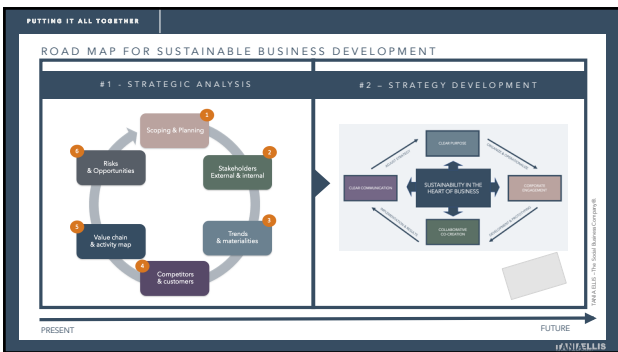 PUTTING IT ALL TOGETHER
ROAD MAP FOR SUSTAINABLE BUSINESS DEVELOPMENT
#1 - STRATEGIC ANALYSIS
1
Scoping & Planning
2
Stakeholders
External & internal
3
Trends
& materialities
4
Competitors
& customers
5
Value chain
& activity map
6
Risks
& Opportunities
#2 – STRATEGY DEVELOPMENT
CLEAR PURPOSE
CORPORATE
ENGAGEMENT
COLLABORATIVE
CO-CREATION
CLEAR COMMUNICATION
ADJUST STRATEGY
SUSTAINABILITY IN THE
HEART OF BUSINESS
TANIA ELLIS – The Social Business Company®
PRESENT
FUTURE
TANIA ELLIS